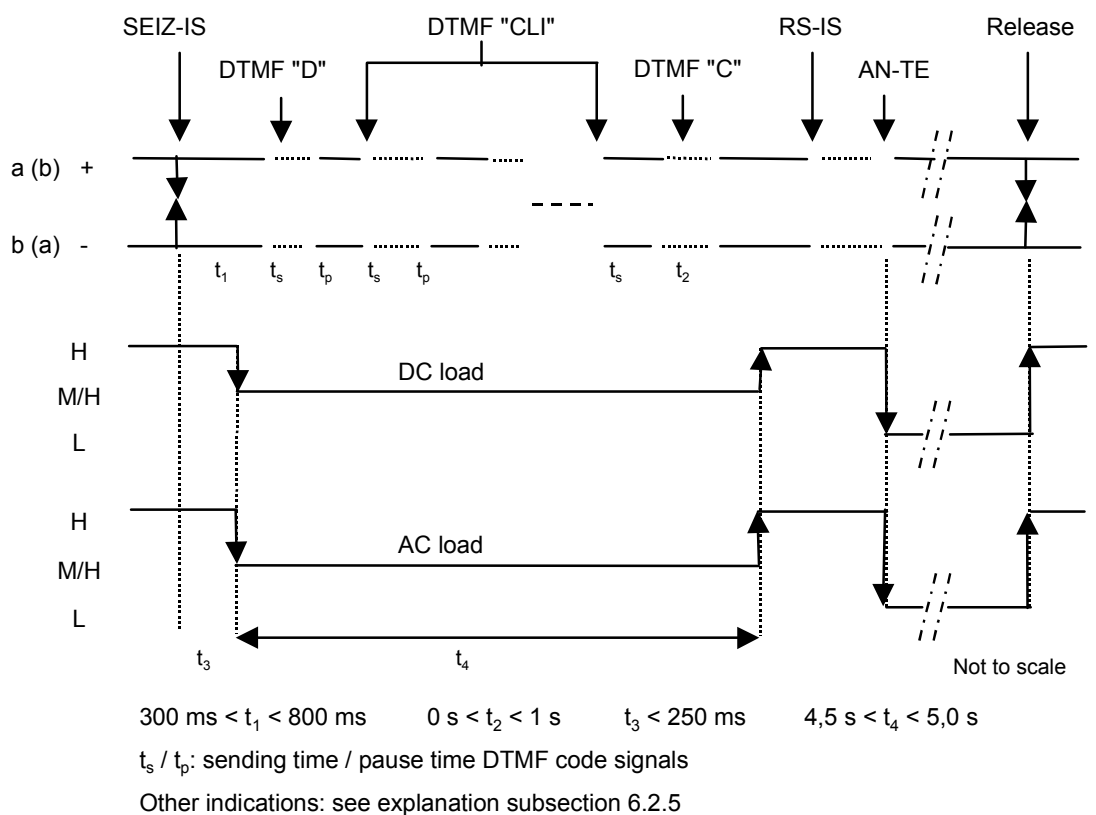 SEIZ-IS DTMF "CLI" RS-IS Release
DTMF "D" DTMF "C" AN-TE
a (b) +
b (a) -
t1 ts tp ts tp ts t2
H
DC load
M/H
L
H
AC load
M/H
L
t3 t4
Not to scale
300 ms < t1 < 800 ms 0 s < t2 < 1 s t3 < 250 ms 4,5 s < t4 < 5,0 s
ts / tp: sending time / pause time DTMF code signals
Other indications: see explanation subsection 6.2.5